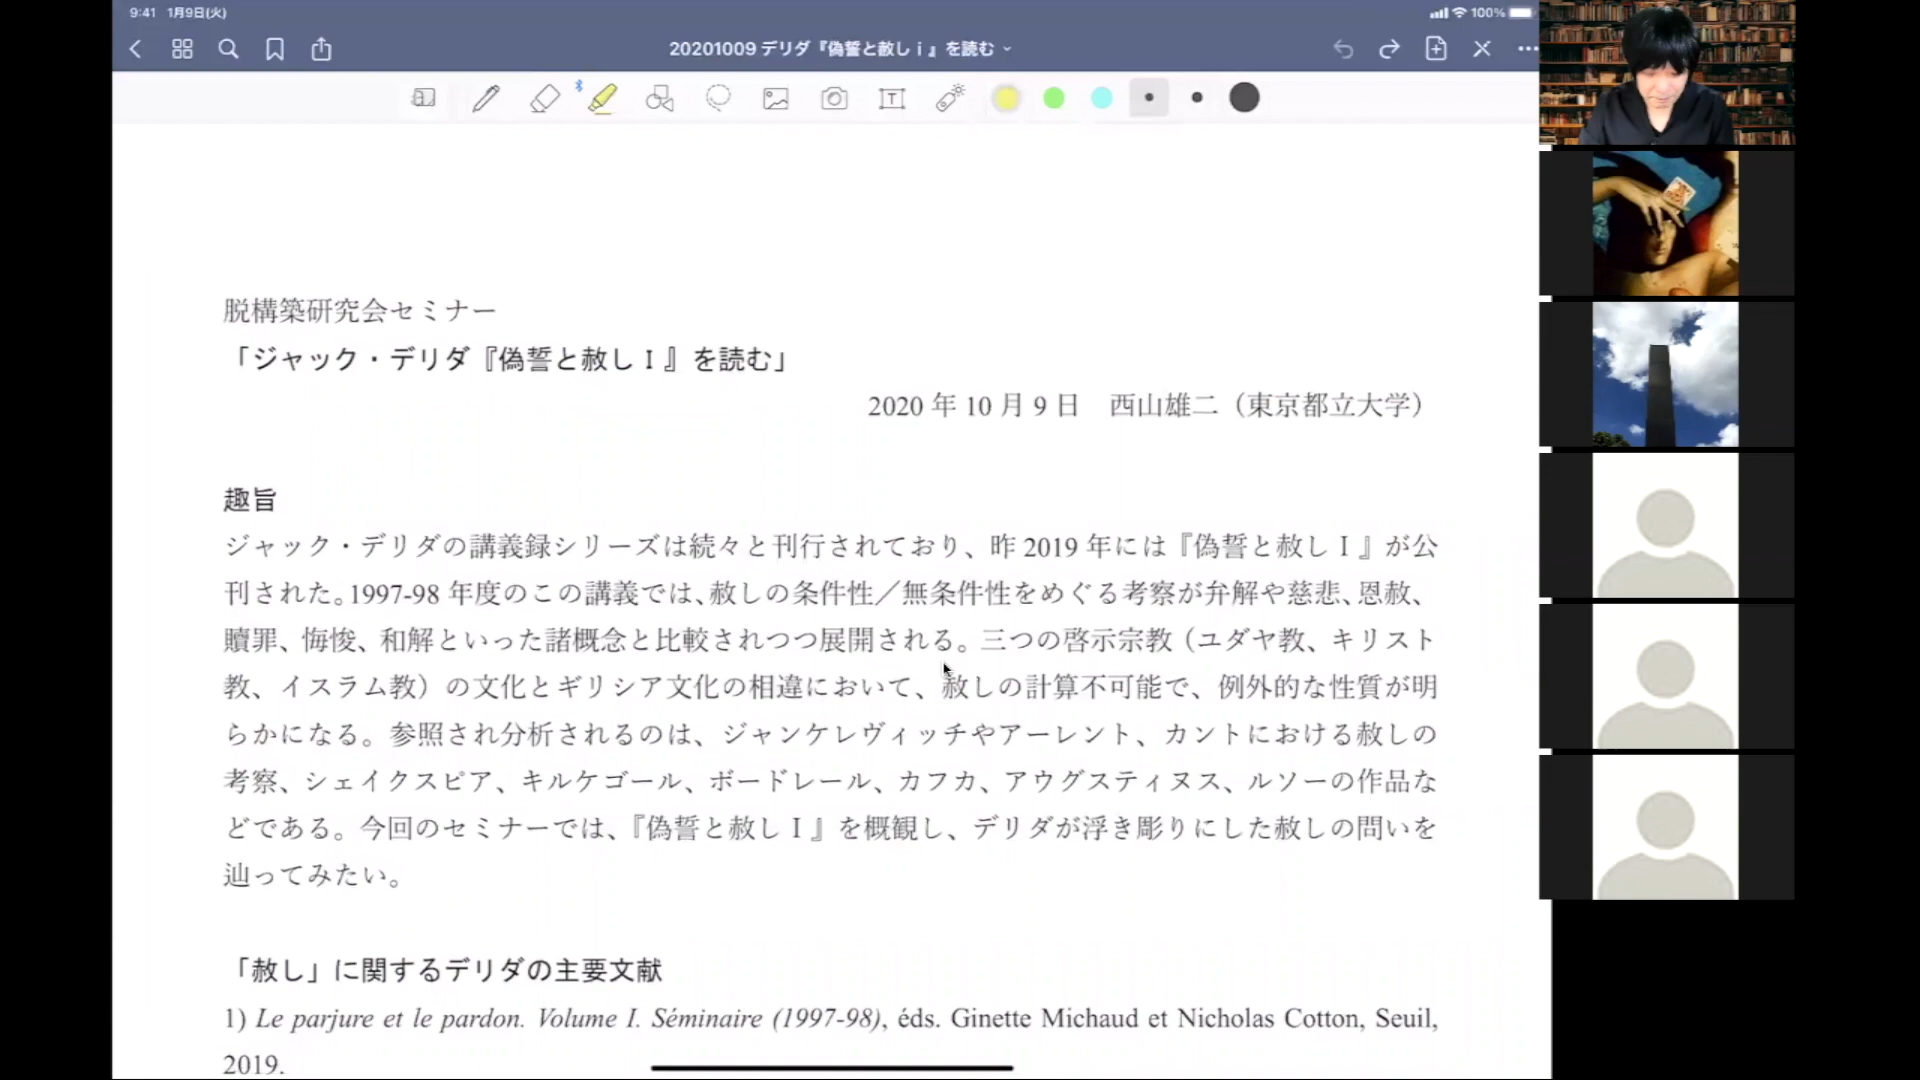 9:41 1月9日(火)
100%
20201009 デリダ『偽誓と赦しⅰ』を読む
脱構築研究会セミナー
「ジャック・デリダ『偽誓と赦しⅠ』を読む」
2020 年 10 月 9 日　西山雄二（東京都立大学）
趣旨
ジャック・デリダの講義録シリーズは続々と刊行されており、昨 2019 年には『偽誓と赦しⅠ』が公
刊された。1997-98 年度のこの講義では、赦しの条件性／無条件性をめぐる考察が弁解や慈悲、恩赦、
贖罪、悔悛、和解といった諸概念と比較されつつ展開される。三つの啓示宗教（ユダヤ教、キリスト
教、イスラム教）の文化とギリシア文化の相違において、赦しの計算不可能で、例外的な性質が明
らかになる。参照され分析されるのは、ジャンケレヴィッチやアーレント、カントにおける赦しの
考察、シェイクスピア、キルケゴール、ボードレール、カフカ、アウグスティヌス、ルソーの作品な
どである。今回のセミナーでは、『偽誓と赦しⅠ』を概観し、デリダが浮き彫りにした赦しの問いを
辿ってみたい。
「赦し」に関するデリダの主要文献
1) Le parjure et le pardon. Volume I. Séminaire (1997-98), éds. Ginette Michaud et Nicholas Cotton, Seuil,
2019.